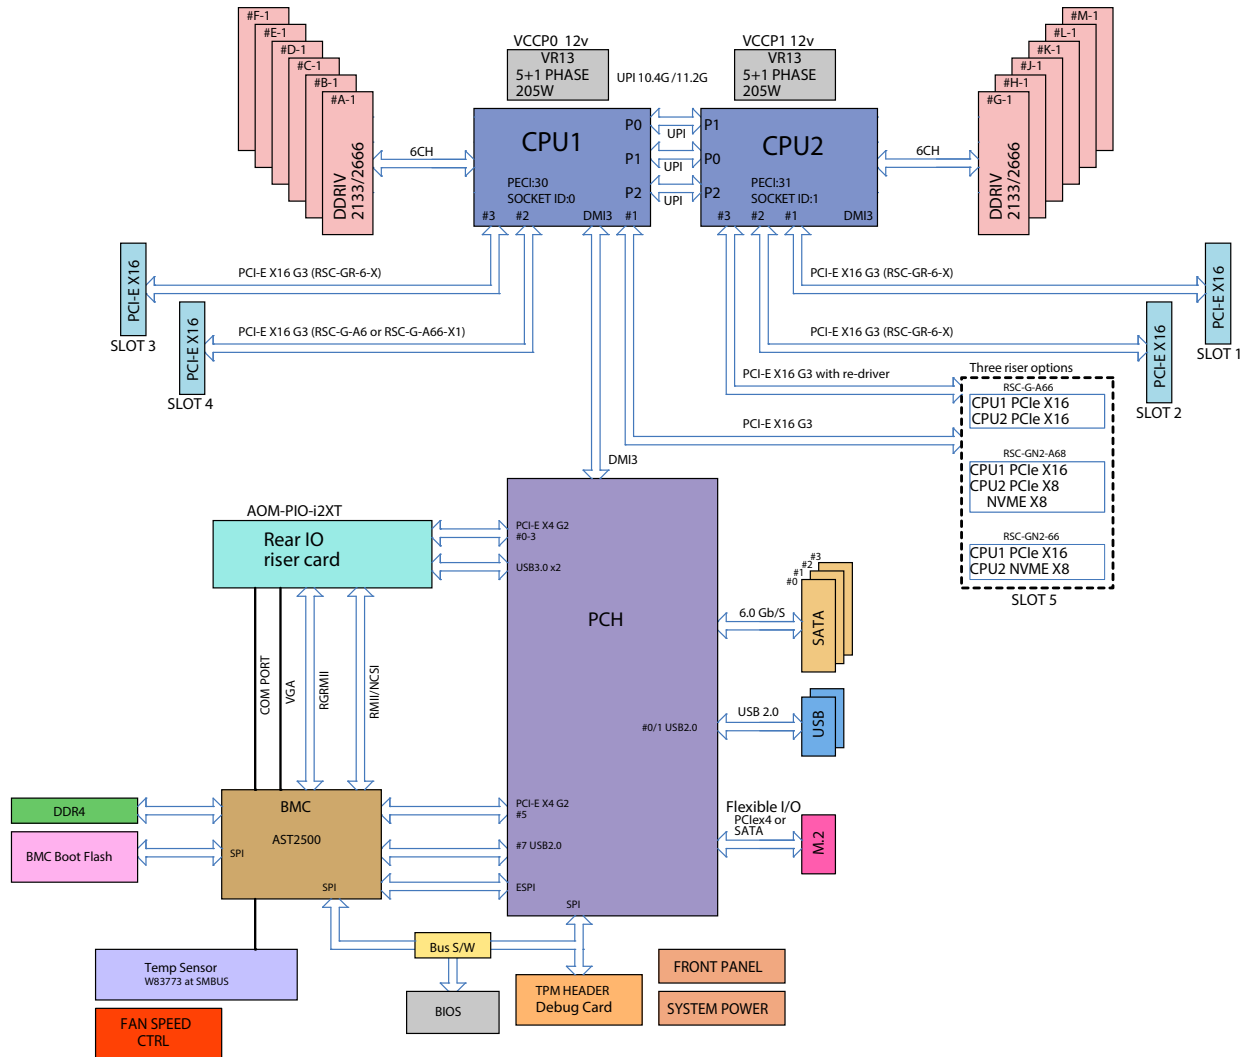 #F-1
#E-1
#D-1
#C-1
#B-1
#A-1
DDRIV
2133/2666
6CH
VCCP0 12v
VR13
5+1 PHASE
205W
UPI 10.4G /11.2G
VCCP1 12v
VR13
5+1 PHASE
205W
#M-1
#L-1
#K-1
#J-1
#H-1
#G-1
DDRIV
2133/2666
6CH
CPU1
P0
P1
P2
PECI:30
SOCKET ID:0
#3
#2
DMI3
#1
UPI
UPI
UPI
CPU2
P1
P0
P2
PECI:31
SOCKET ID:1
#3
#2
#1
DMI3
PCI-E X16
SLOT 3
PCI-E X16 G3 (RSC-GR-6-X)
PCI-E X16
SLOT 4
PCI-E X16 G3 (RSC-G-A6 or RSC-G-A66-X1)
PCI-E X16 G3 (RSC-GR-6-X)
PCI-E X16
SLOT 1
PCI-E X16 G3 (RSC-GR-6-X)
PCI-E X16
SLOT 2
PCI-E X16 G3 with re-driver
PCI-E X16 G3
Three riser options
RSC-G-A66
CPU1 PCIe X16
CPU2 PCIe X16
RSC-GN2-A68
CPU1 PCIe X16
CPU2 PCIe X8
NVME X8
RSC-GN2-66
CPU1 PCIe X16
CPU2 NVME X8
SLOT 5
DMI3
AOM-PIO-i2XT
Rear IO
riser card
PCI-E X4 G2
#0-3
USB3.0 x2
PCH
6.0 Gb/S
#0
#1
#2
#3
SATA
COM PORT
VGA
RGRMII
RMII/NCSI
#0/1 USB2.0
USB 2.0
USB
DDR4
BMC Boot Flash
BMC
AST2500
SPI
SPI
PCI-E X4 G2
#5
#7 USB2.0
ESPI
SPI
Flexible I/O
PCIex4 or
SATA
M.2
Bus S/W
Temp Sensor
W83773 at SMBUS
FAN SPEED
CTRL
BIOS
TPM HEADER
Debug Card
FRONT PANEL
SYSTEM POWER